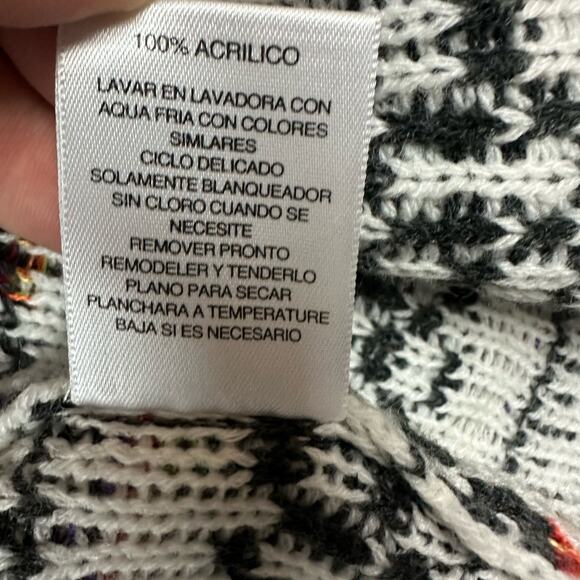 100% ACRILICO
LAVAR EN LAVADORA CON
AQUA FRIA CON COLORES
SIMLARES
CICLO DELICADO
SOLAMENTE BLANQUEADOR
SIN CLORO CUANDO SE
NECESITE
REMOVER PRONTO
REMODELER Y TENDERLO
PLANO PARA SECAR
PLANCHARA A TEMPERATURE
BAJA SI ES NECESARIO